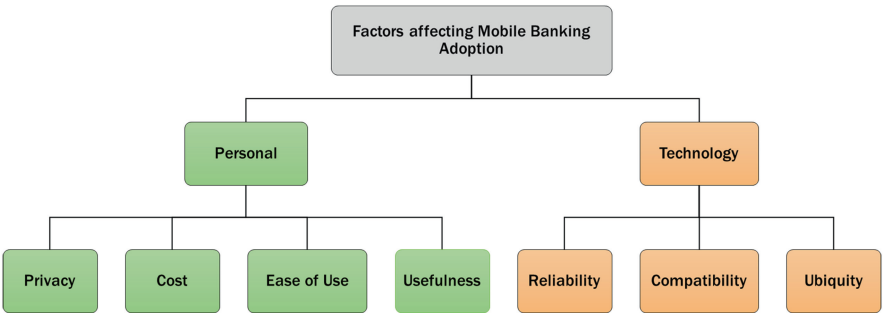 Factors affecting Mobile Banking
Adoption
Personal
Technology
Privacy
Cost
Ease of Use
Usefulness
Reliability
Compatibility
Ubiquity